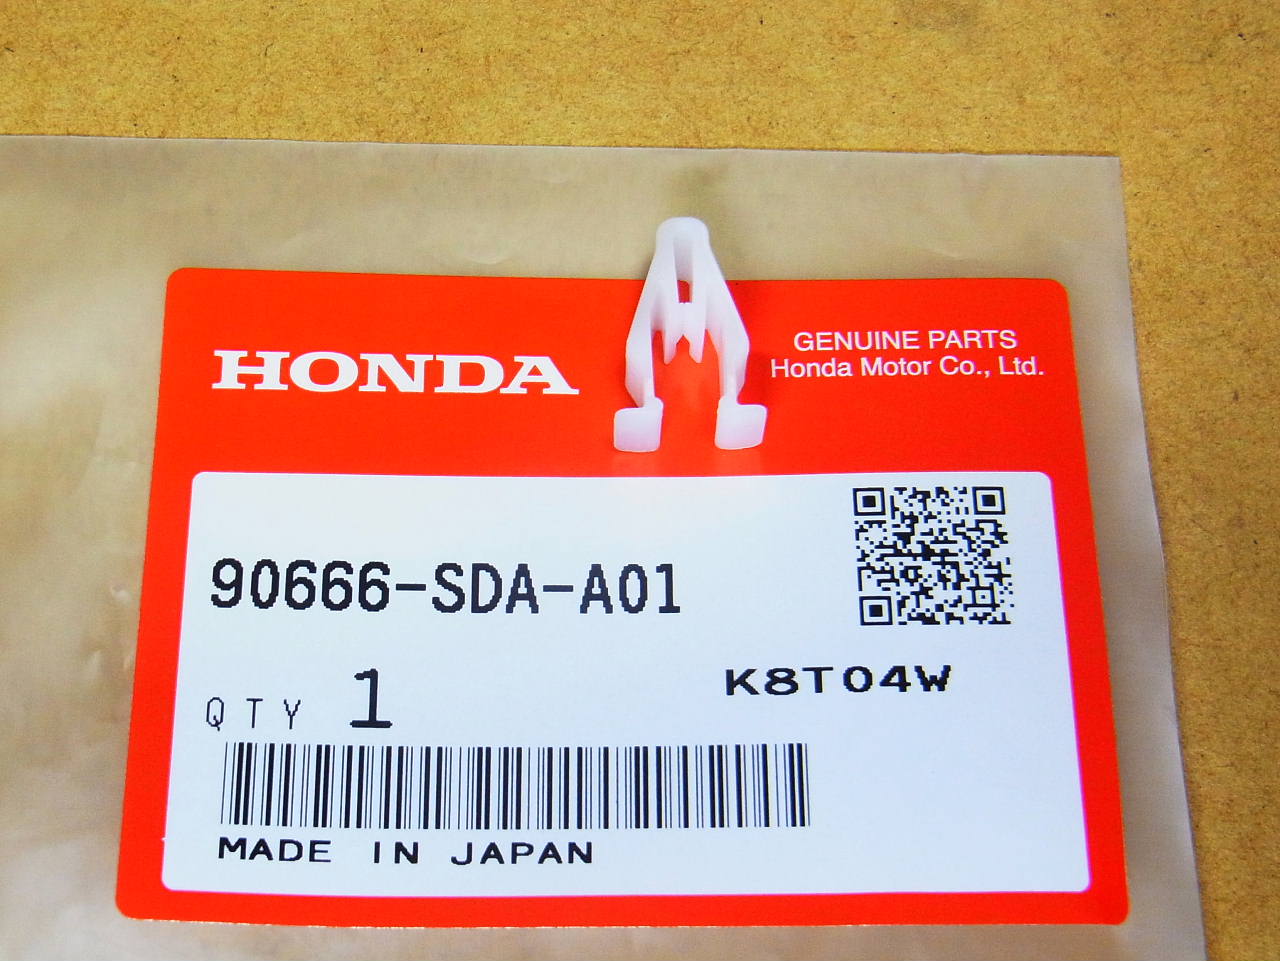 HONDA
GENUINE PARTS
Honda Motor Co., Ltd.
90666-SDA-A01
QTY 1
K8T04W
MADE IN JAPAN